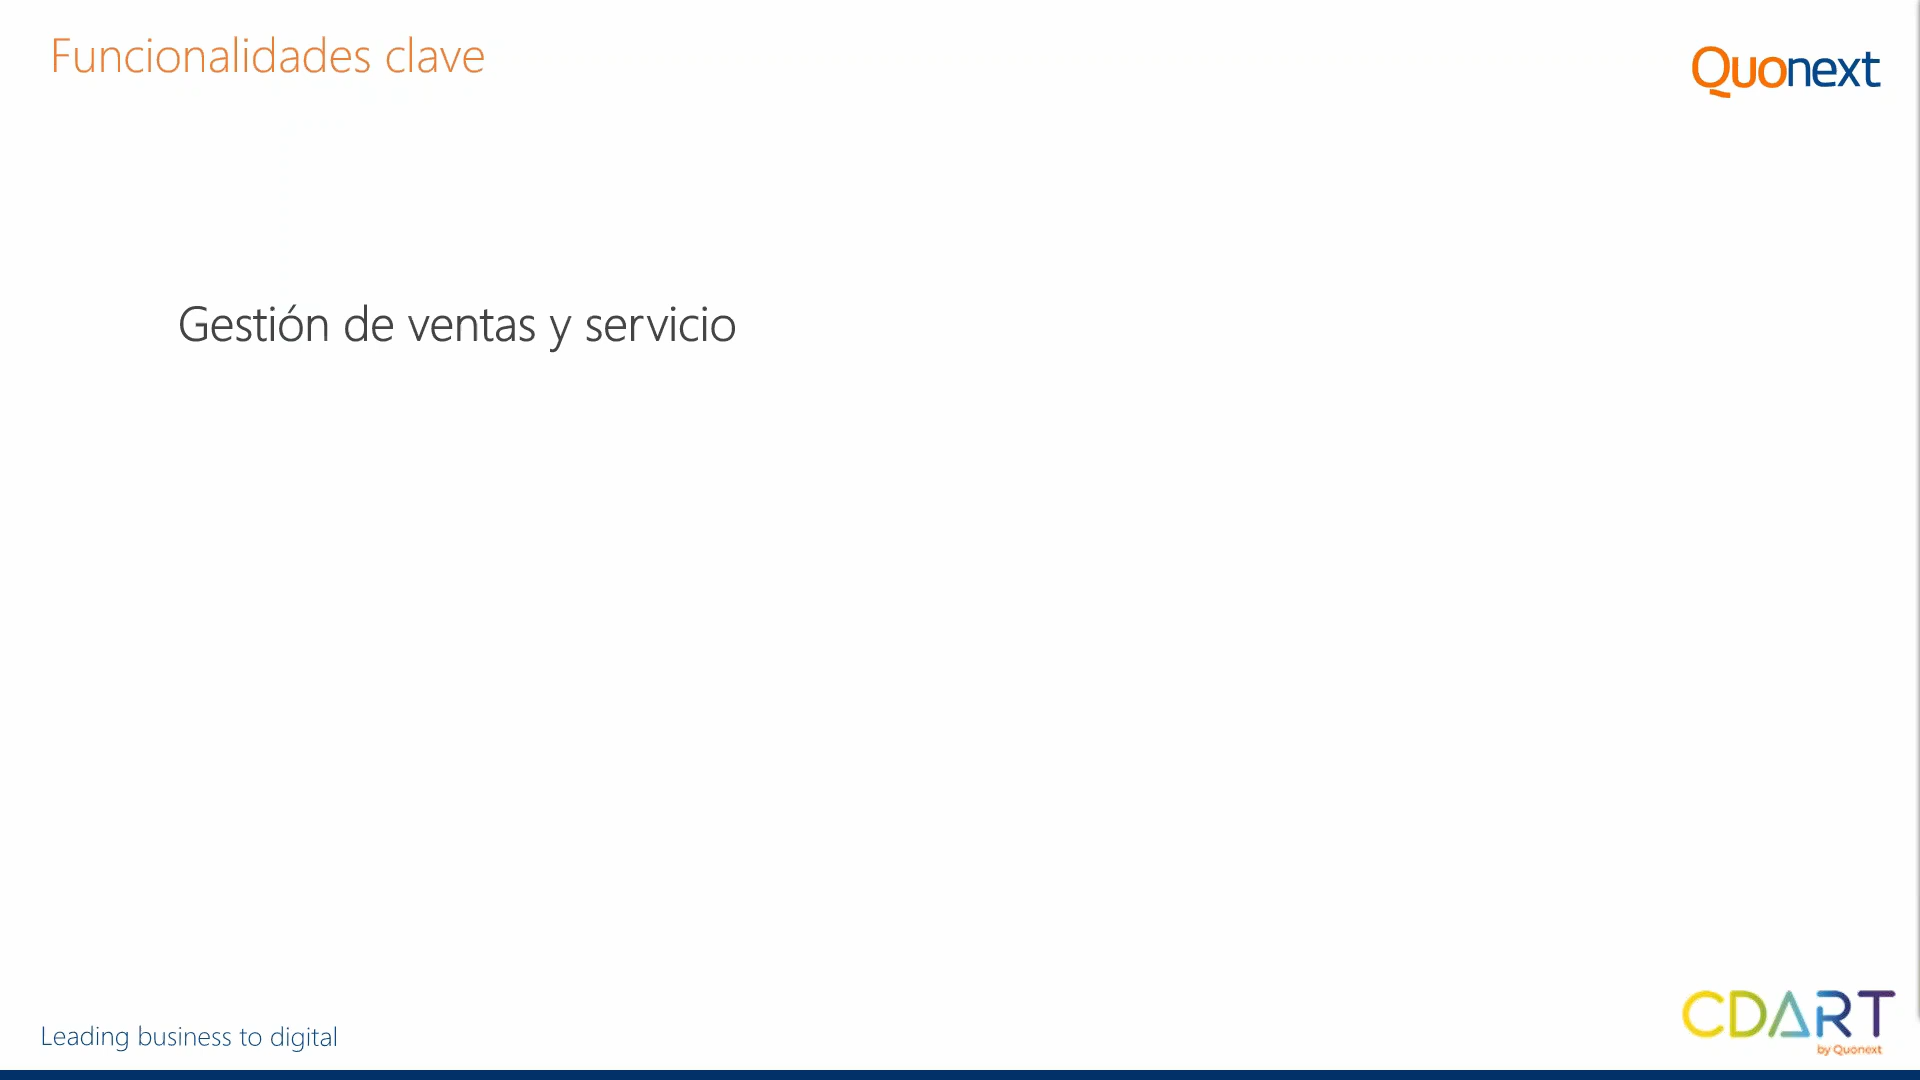 Funcionalidades clave
Quonext
Gestión de ventas y servicio
Leading business to digital
CDART
by Quonext